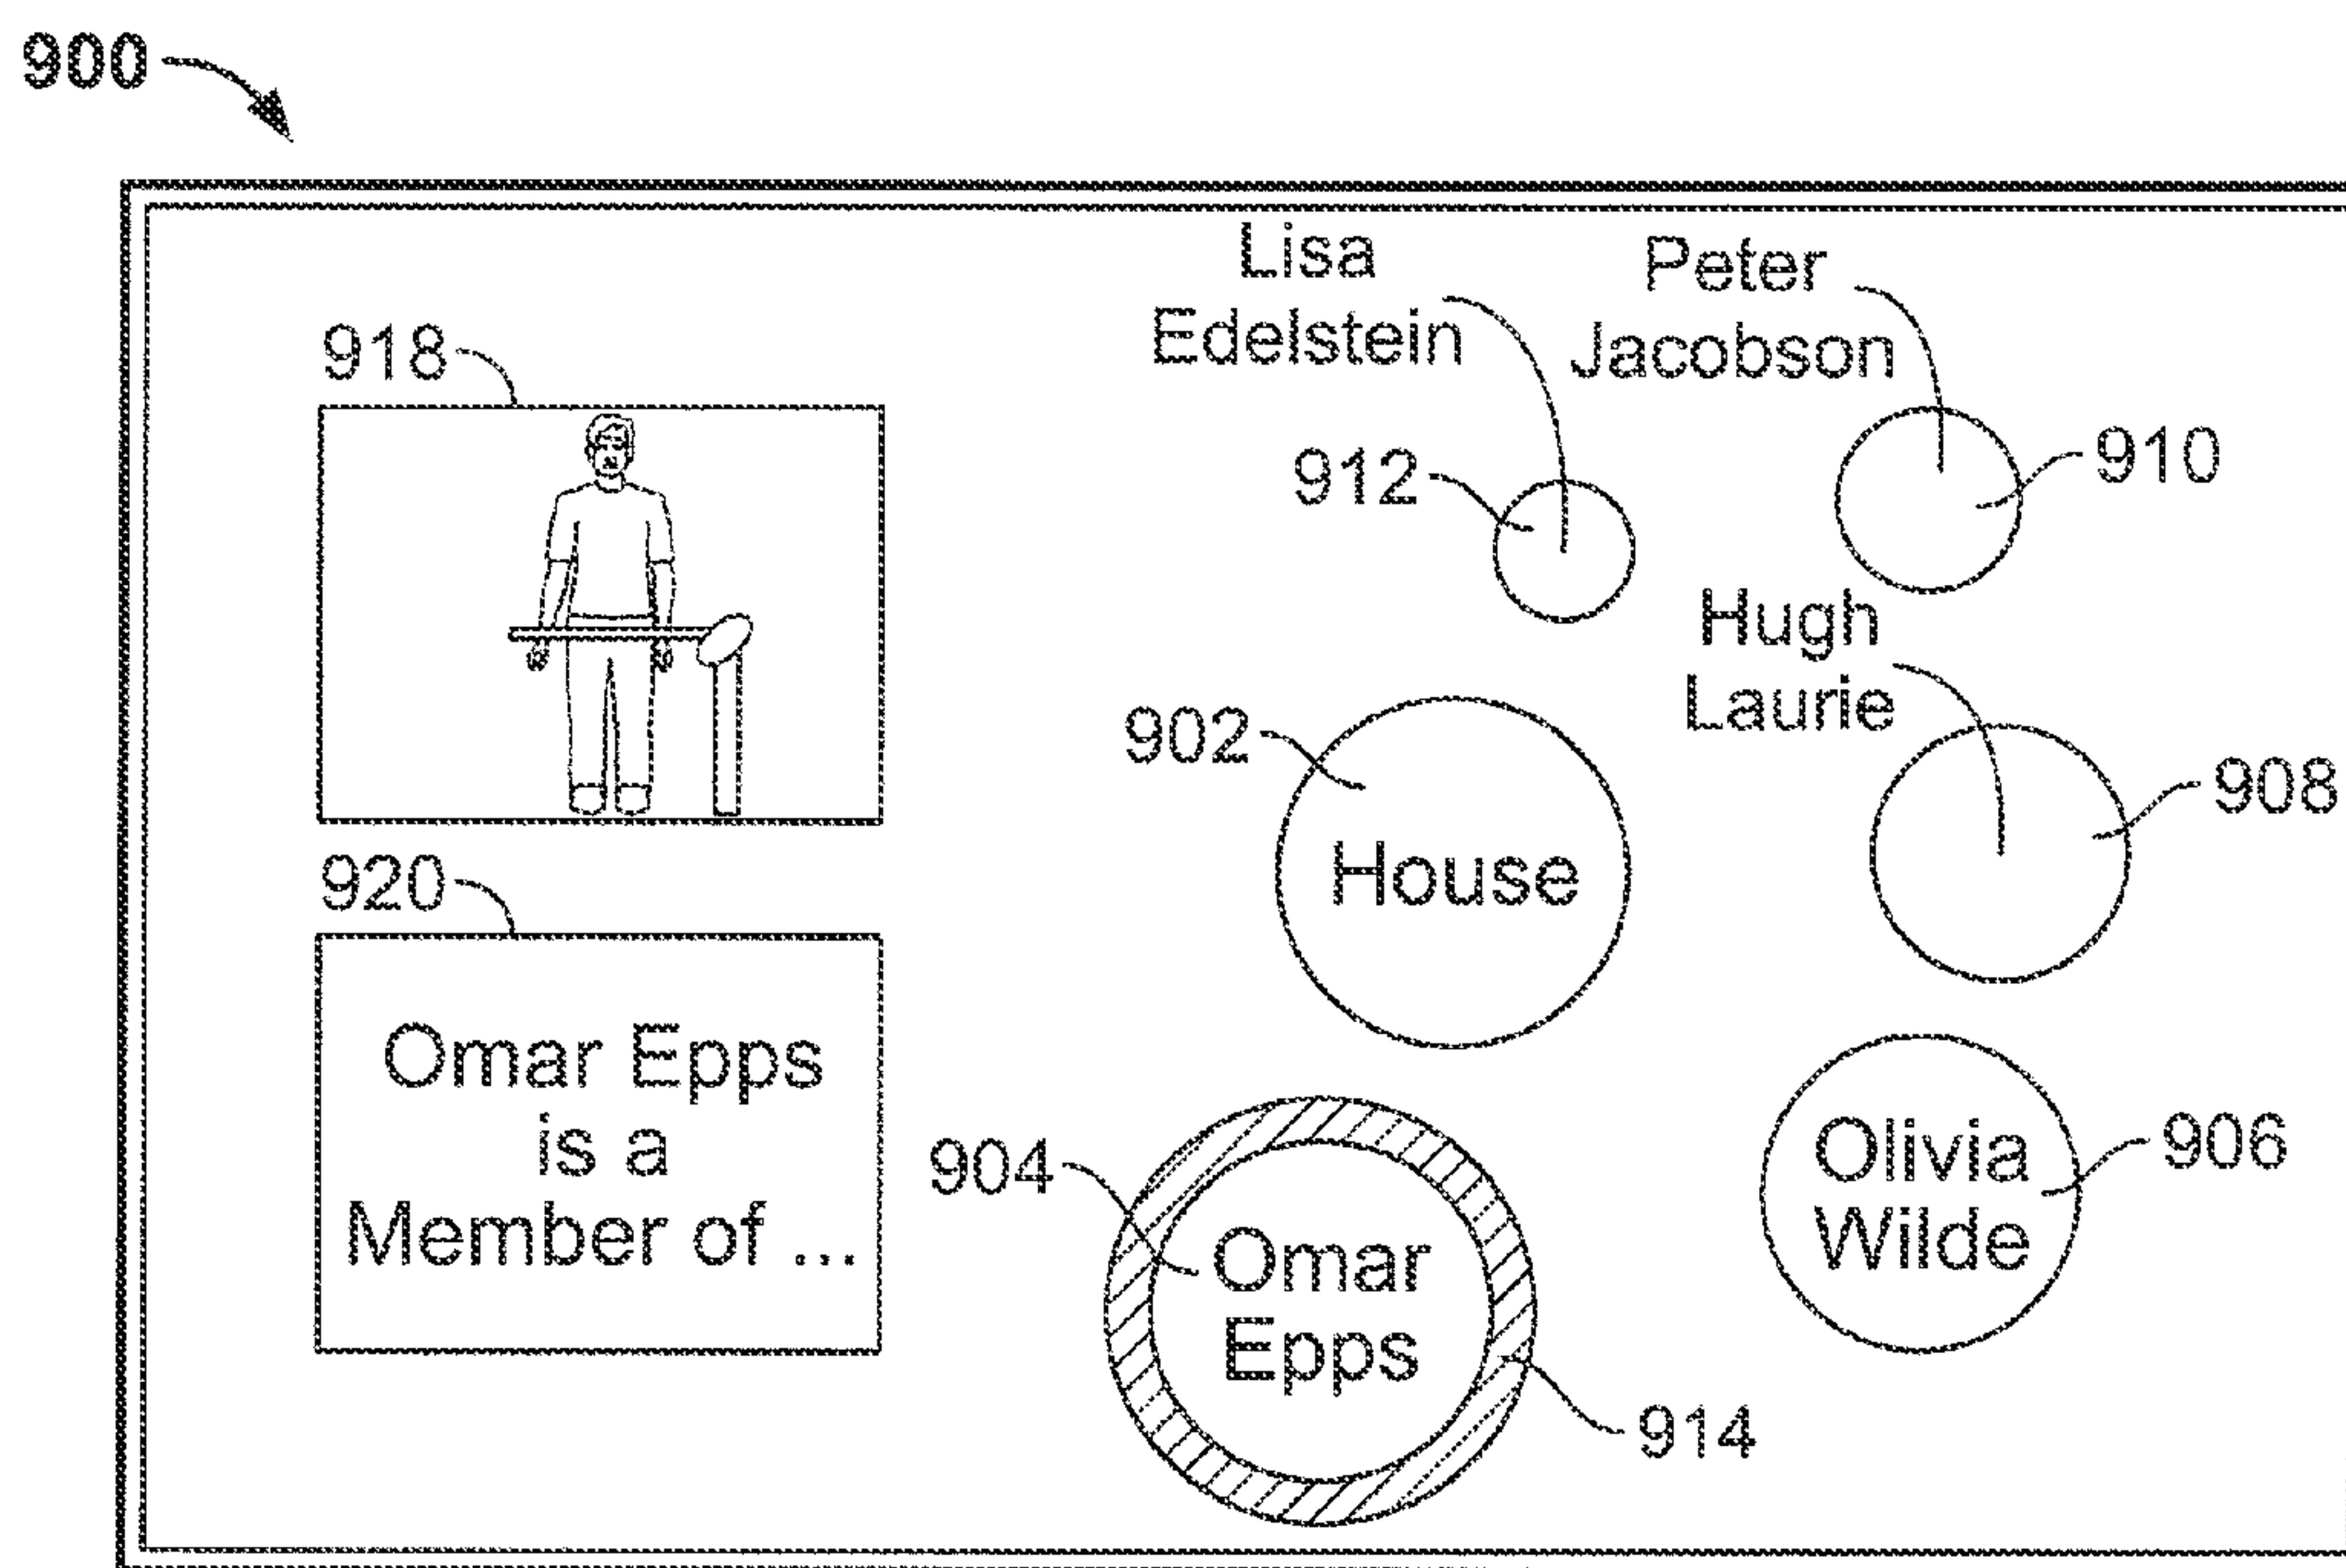 900
Lisa
Edelstein
Peter
Jacobson
918
912
910
Hugh
Laurie
902
908
House
920
Omar Epps
is a
Member of ...
904
Omar
Epps
Olivia
Wilde
906
914